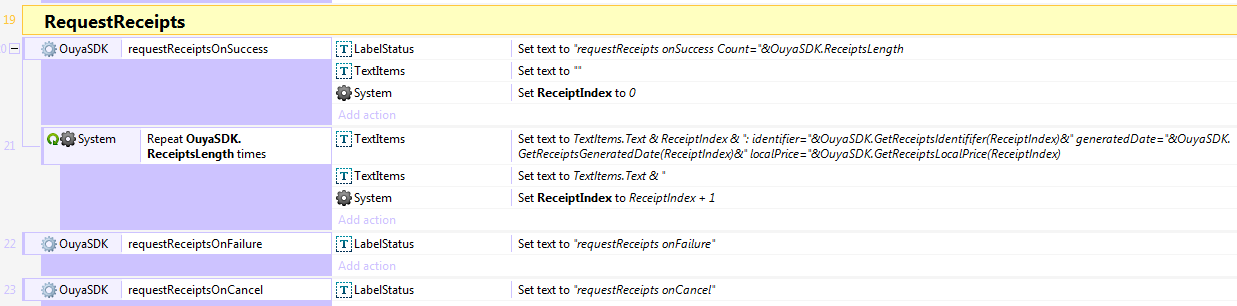 19 RequestReceipts
0 OuyaSDK requestReceiptsOnSuccess LabelStatus Set text to "requestReceipts onSuccess Count="&OuyaSDK.ReceiptsLength
TextItems Set text to ""
System Set ReceiptIndex to 0
Add action
21 System Repeat OuyaSDK. TextItems Set text to TextItems.Text & ReceiptIndex & ": identifier="&OuyaSDK.GetReceiptsIdentififer(ReceiptIndex)&" generatedDate="&OuyaSDK.
ReceiptsLength times GetReceiptsGeneratedDate(ReceiptIndex)&" localPrice="&OuyaSDK.GetReceiptsLocalPrice(ReceiptIndex)
TextItems Set text to TextItems.Text & "
System Set ReceiptIndex to ReceiptIndex + 1
Add action
22 OuyaSDK requestReceiptsOnFailure LabelStatus Set text to "requestReceipts onFailure"
Add action
23 OuyaSDK requestReceiptsOnCancel LabelStatus Set text to "requestReceipts onCancel"